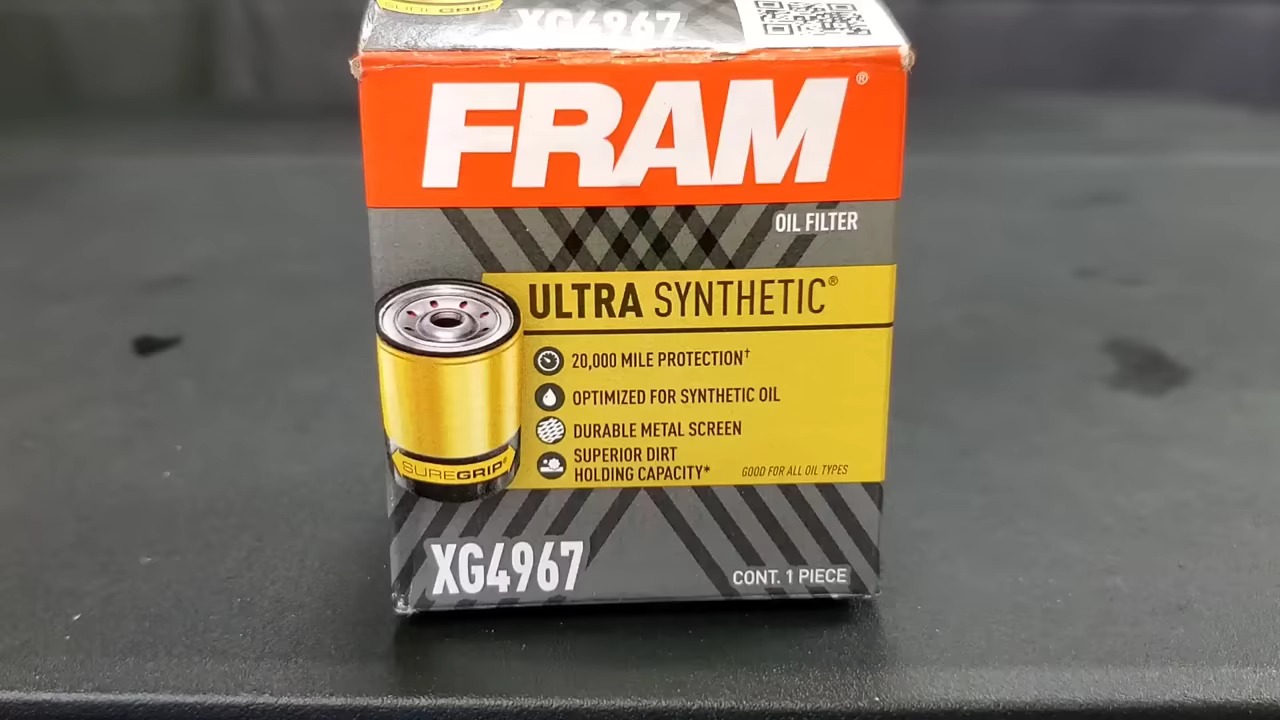 SUREGRIP®
XG4967
FRAM®
OIL FILTER
ULTRA SYNTHETIC®
20,000 MILE PROTECTION†
OPTIMIZED FOR SYNTHETIC OIL
DURABLE METAL SCREEN
SUPERIOR DIRT
HOLDING CAPACITY*
GOOD FOR ALL OIL TYPES
SUREGRIP®
XG4967
CONT. 1 PIECE